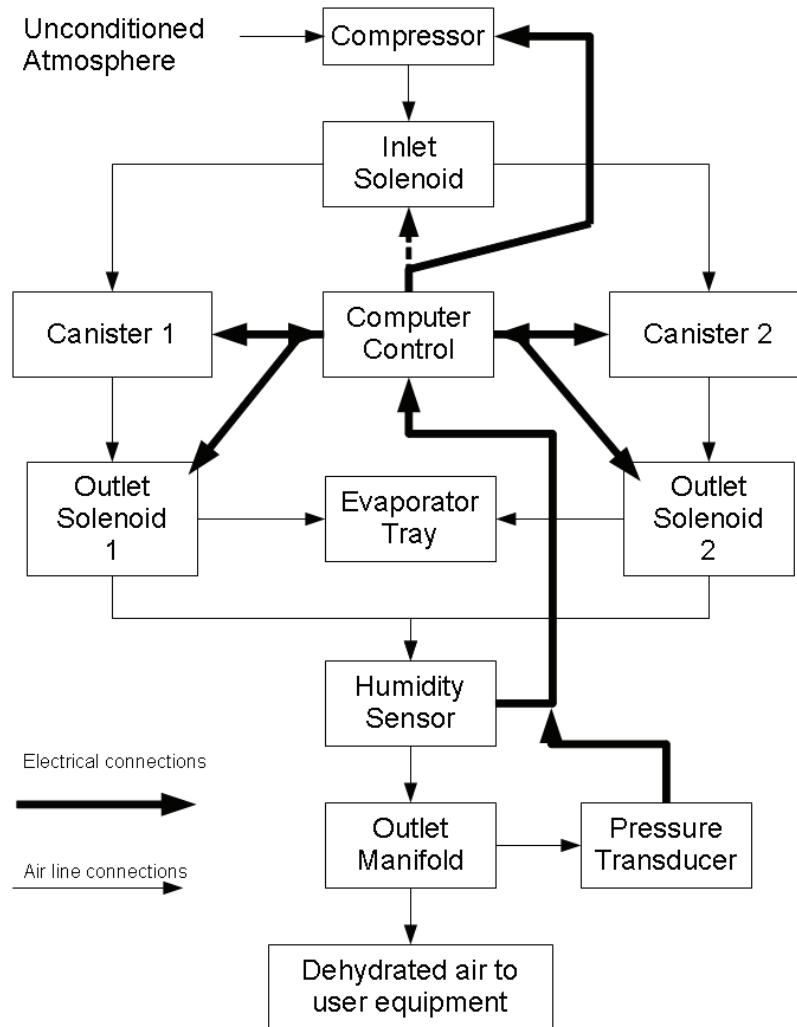 Unconditioned
Atmosphere
Compressor
Inlet
Solenoid
Canister 1
Computer
Control
Canister 2
Outlet
Solenoid
1
Evaporator
Tray
Outlet
Solenoid
2
Humidity
Sensor
Electrical connections
Outlet
Manifold
Pressure
Transducer
Air line connections
Dehydrated air to
user equipment